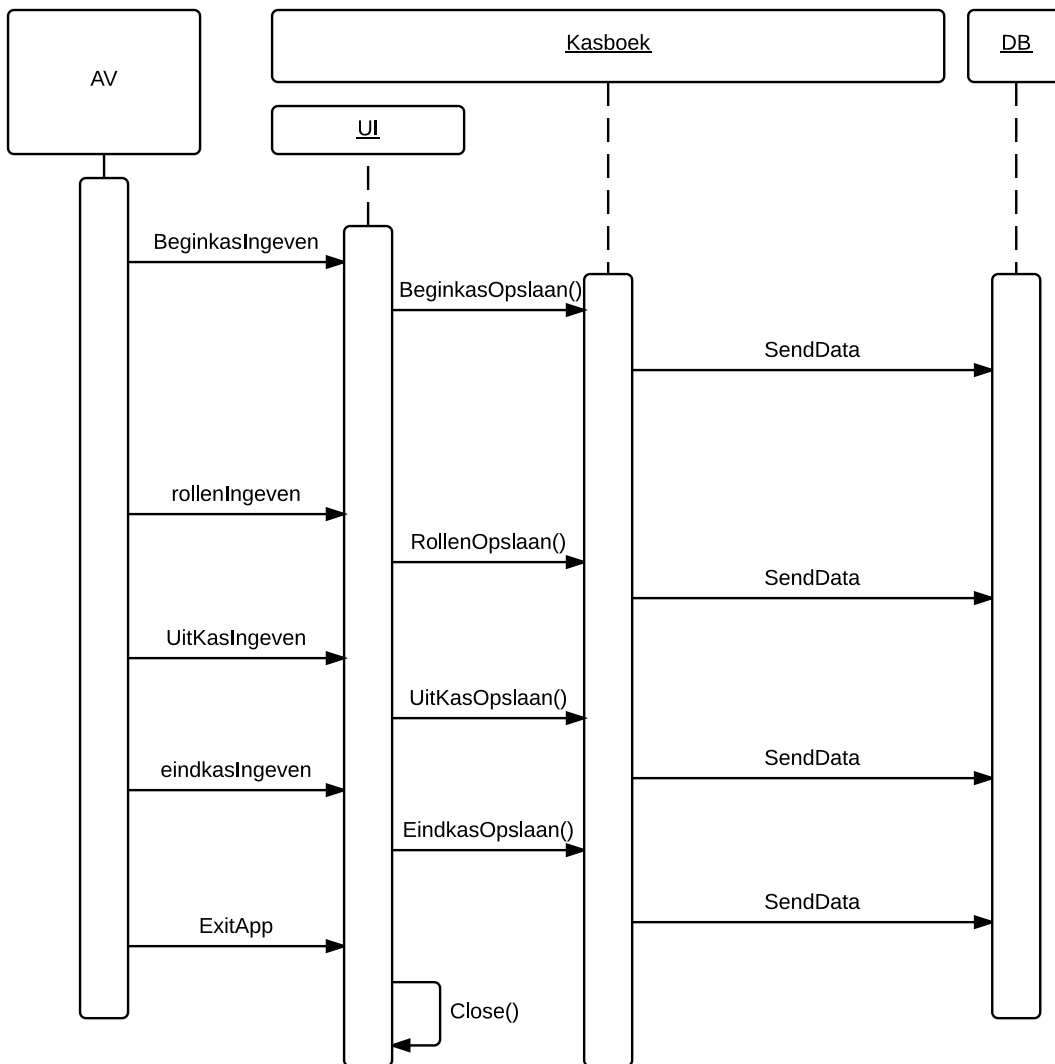 Kasboek
DB
AV
UI
BeginkasIngeven
BeginkasOpslaan()
SendData
rollenIngeven
RollenOpslaan()
SendData
UitKasIngeven
UitKasOpslaan()
SendData
eindkasIngeven
EindkasOpslaan()
SendData
ExitApp
Close()